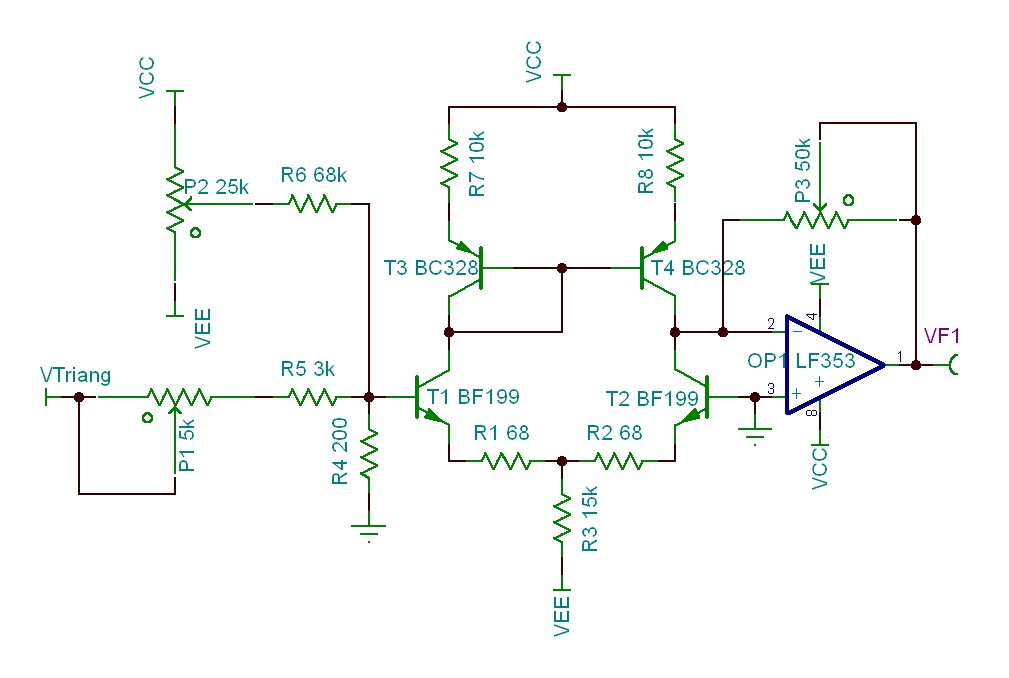 VCC
VCC
P2 25k
R6 68k
R7 10k
R8 10k
P3 50k
T3 BC328
T4 BC328
VEE
VEE
4
2
VF1
VTriang
R5 3k
OP1 LF353
1
P1 5k
R4 200
T1 BF199
T2 BF199
3
8
R1 68
R2 68
VCC
R3 15k
VEE